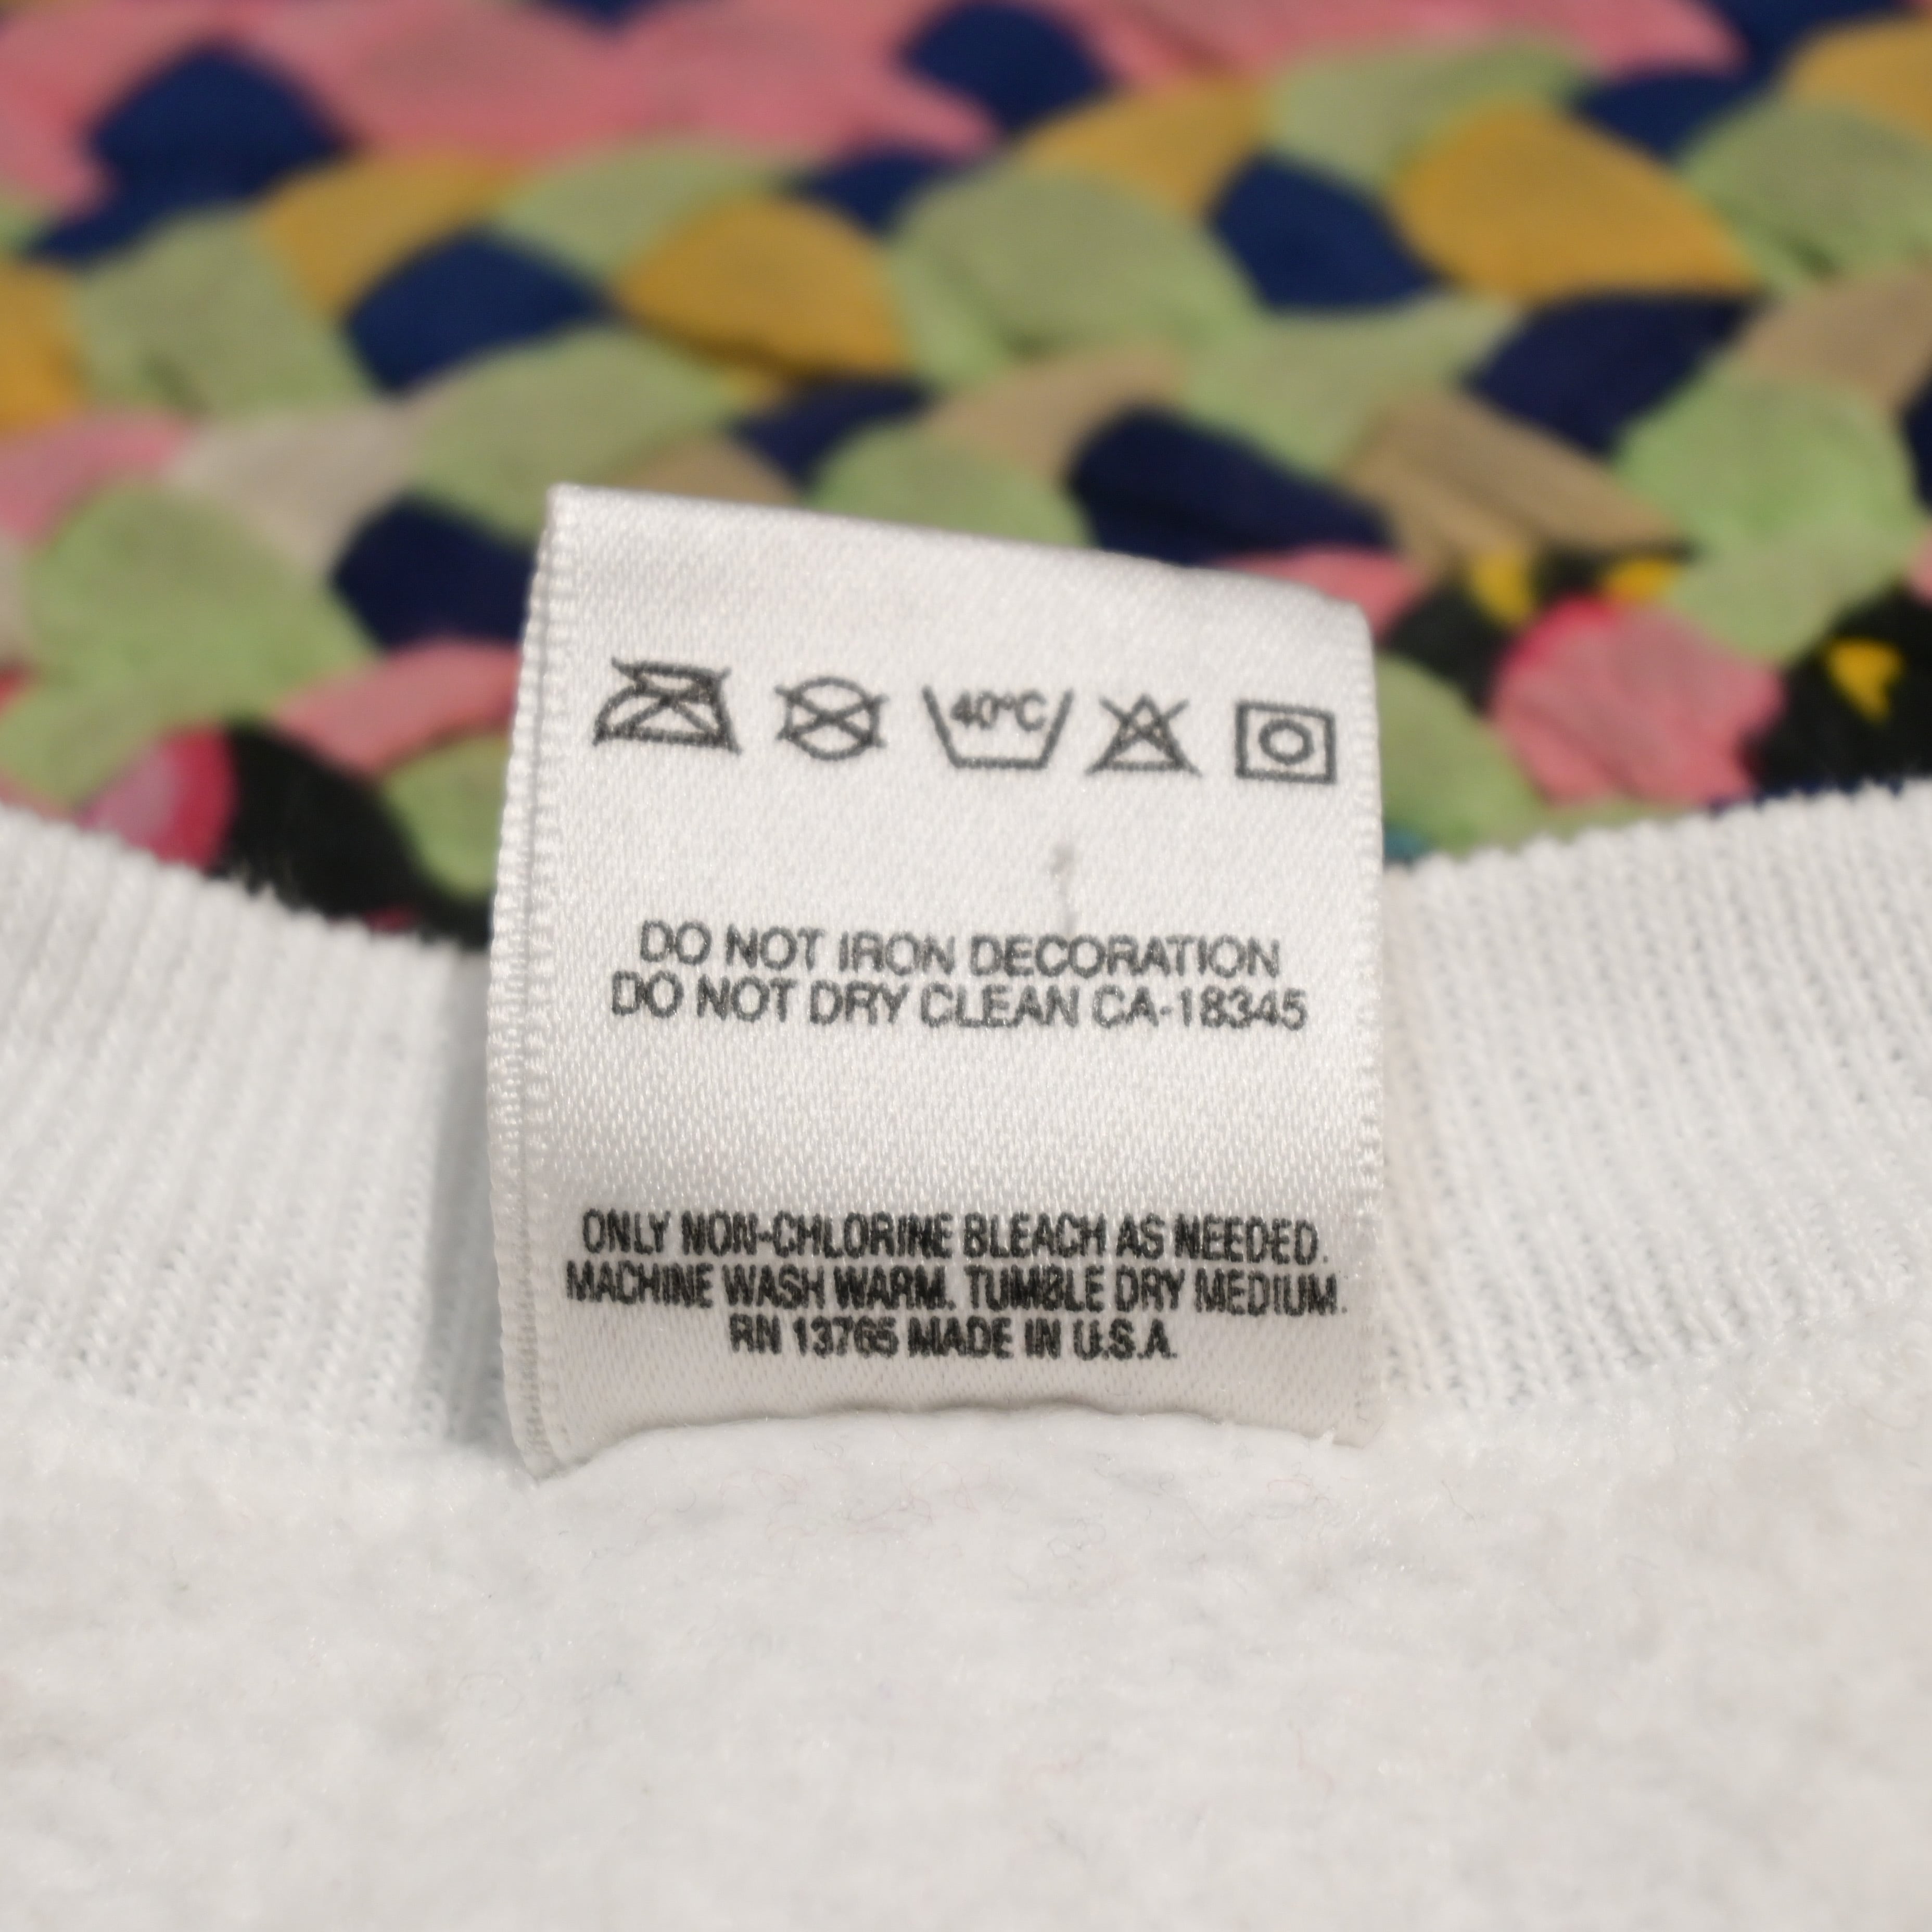 40°C
DO NOT IRON DECORATION
DO NOT DRY CLEAN CA-18345
ONLY NON-CHLORINE BLEACH AS NEEDED.
MACHINE WASH WARM. TUMBLE DRY MEDIUM.
RN 13765 MADE IN U.S.A.